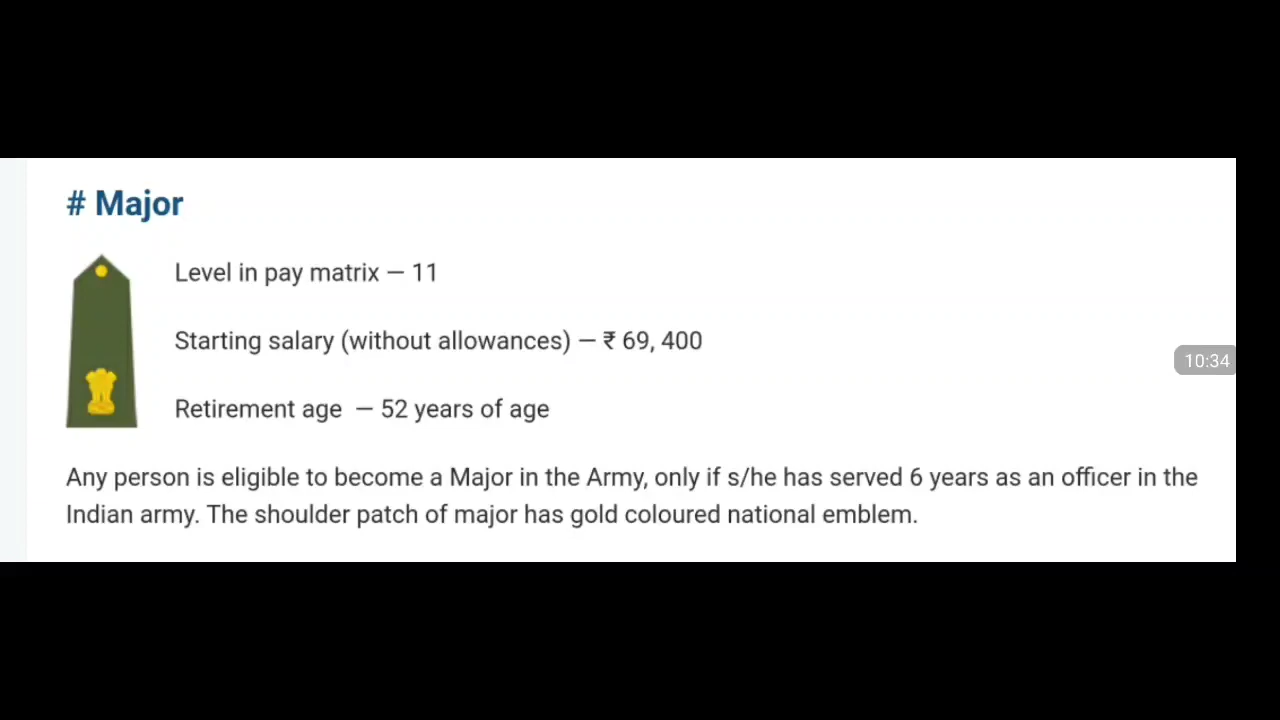 # Major
Level in pay matrix — 11
Starting salary (without allowances) — ₹ 69, 400
10:34
Retirement age — 52 years of age
Any person is eligible to become a Major in the Army, only if s/he has served 6 years as an officer in the
Indian army. The shoulder patch of major has gold coloured national emblem.